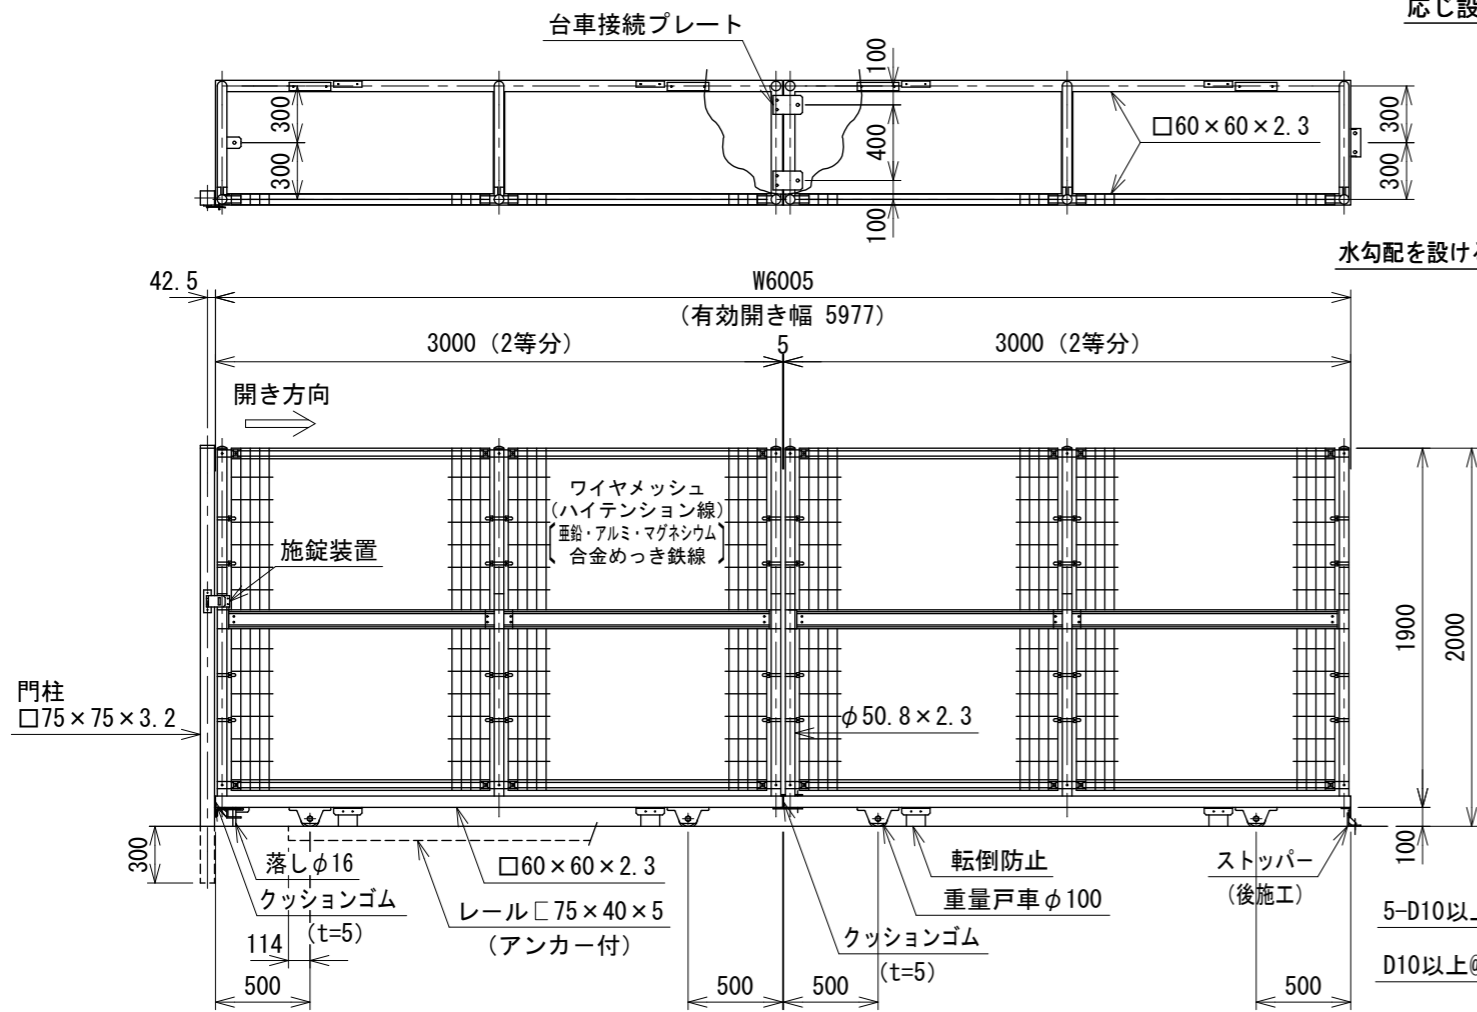 応じ設
台車接続プレート
100
300
300
400
100
□60×60×2.3
300
300
水勾配を設ける
42.5
W6005
(有効開き幅 5977)
3000 (2等分)
5
3000 (2等分)
開き方向
ワイヤメッシュ
(ハイテンション線)
亜鉛・アルミ・マグネシウム
合金めっき鉄線
施錠装置
門柱
□75×75×3.2
φ50.8×2.3
1900
2000
300
100
落しφ16
クッションゴム
(t=5)
□60×60×2.3
レール⊏75×40×5
(アンカー付)
転倒防止
重量戸車φ100
クッションゴム
(t=5)
ストッパー
(後施工)
5-D10以上
D10以上@
114
500
500
500
500